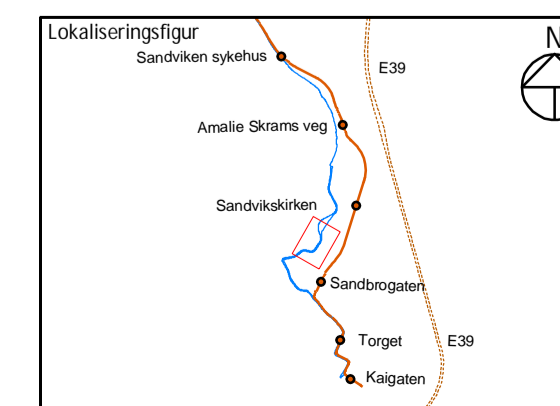 Lokaliseringsfigur
N
Sandviken sykehus
E39
Amalie Skrams veg
Sandvikskirken
Sandbrogaten
Torget
E39
Kaigaten